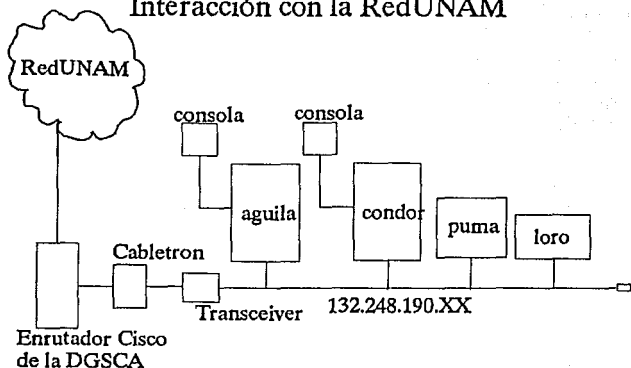 Interacción con la RedUNAM
RedUNAM
consola
consola
aguila
condor
puma
loro
Cabletron
Transceiver
132.248.190.XX
Enrutador Cisco
de la DGSCA